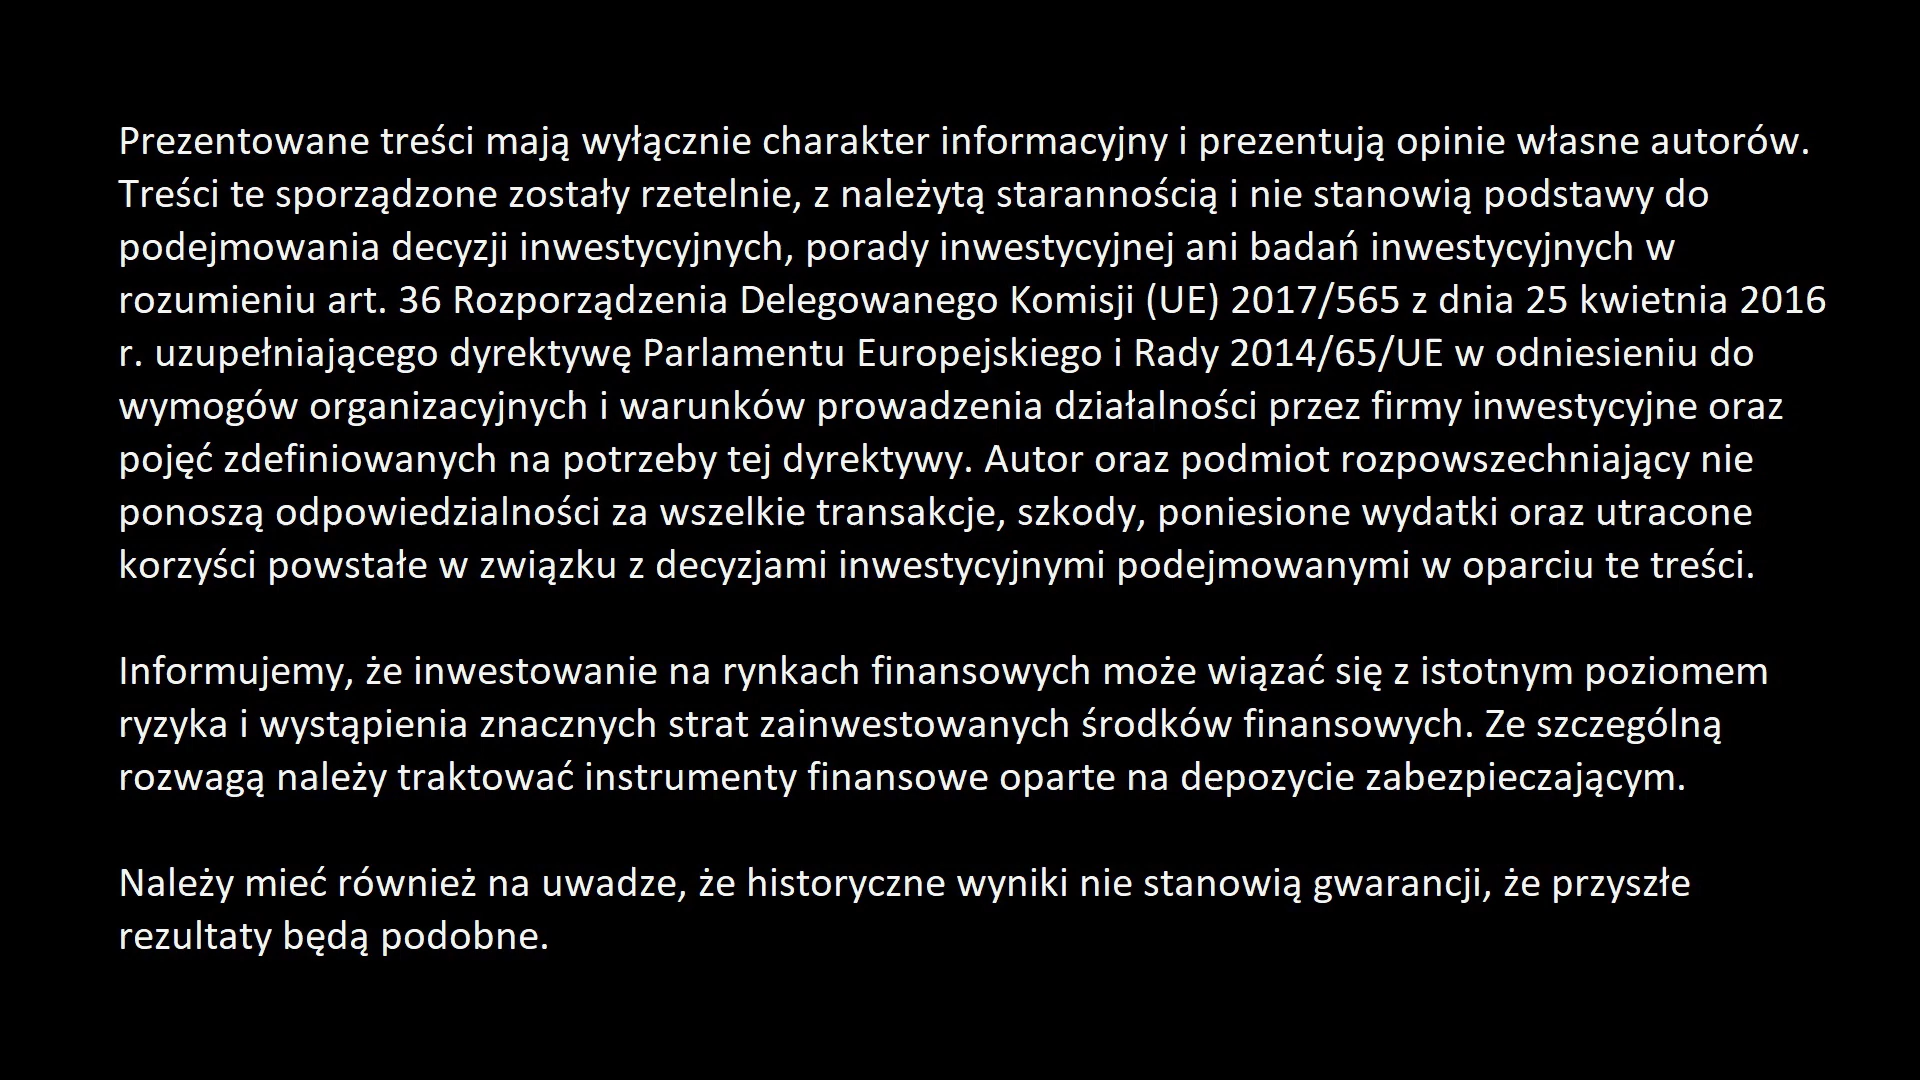 Prezentowane treści mają wyłącznie charakter informacyjny i prezentują opinie własne autorów.
Treści te sporządzone zostały rzetelnie, z należytą starannością i nie stanowią podstawy do
podejmowania decyzji inwestycyjnych, porady inwestycyjnej ani badań inwestycyjnych w
rozumieniu art. 36 Rozporządzenia Delegowanego Komisji (UE) 2017/565 z dnia 25 kwietnia 2016
r. uzupełniającego dyrektywę Parlamentu Europejskiego i Rady 2014/65/UE w odniesieniu do
wymogów organizacyjnych i warunków prowadzenia działalności przez firmy inwestycyjne oraz
pojęć zdefiniowanych na potrzeby tej dyrektywy. Autor oraz podmiot rozpowszechniający nie
ponoszą odpowiedzialności za wszelkie transakcje, szkody, poniesione wydatki oraz utracone
korzyści powstałe w związku z decyzjami inwestycyjnymi podejmowanymi w oparciu te treści.
Informujemy, że inwestowanie na rynkach finansowych może wiązać się z istotnym poziomem
ryzyka i wystąpienia znacznych strat zainwestowanych środków finansowych. Ze szczególną
rozwagą należy traktować instrumenty finansowe oparte na depozycie zabezpieczającym.
Należy mieć również na uwadze, że historyczne wyniki nie stanowią gwarancji, że przyszłe
rezultaty będą podobne.